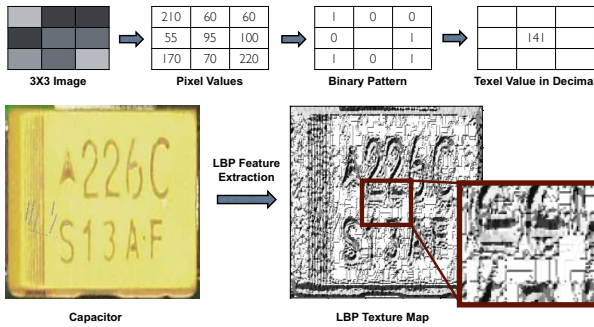 210 60 60
55 95 100
170 70 220
1 0 0
0 1
1 0 1
141
3X3 Image
Pixel Values
Binary Pattern
Texel Value in Decimal
226C
S13A·F
LBP Feature
Extraction
Capacitor
LBP Texture Map